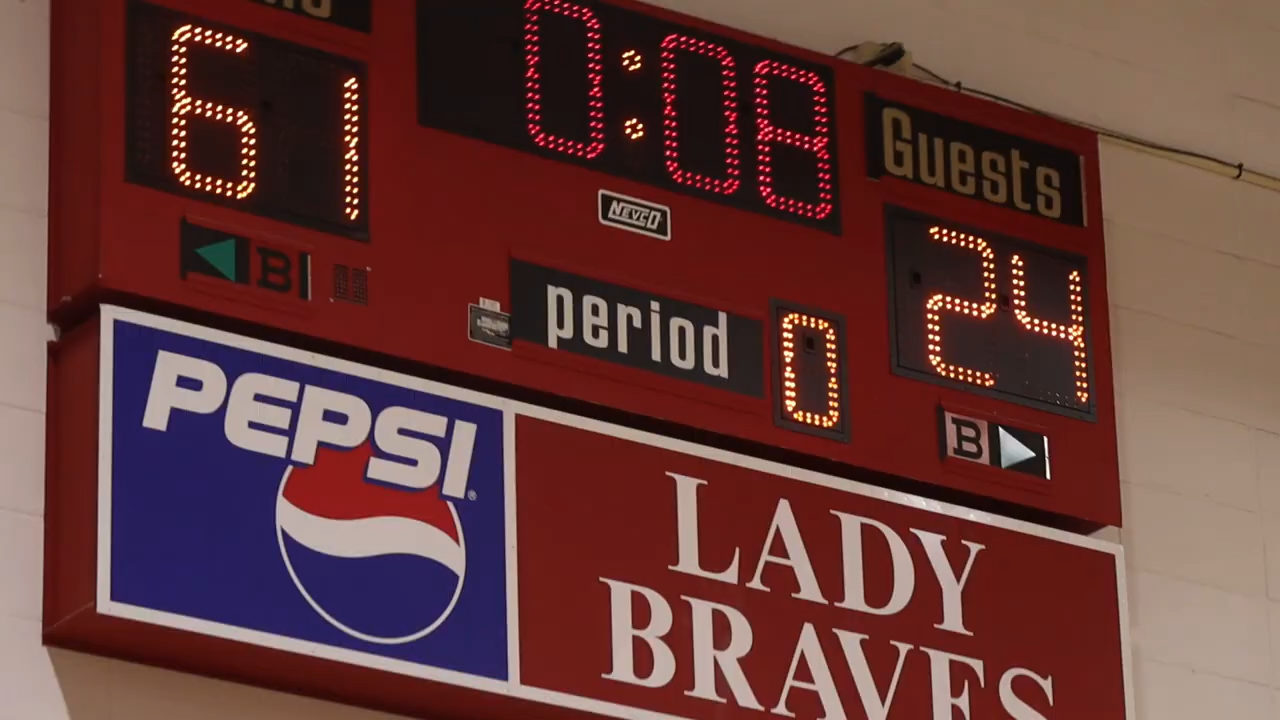 61
0:08
Guests
NEVCO
B
period
0
24
B
PEPSI
®
LADY
BRAVES